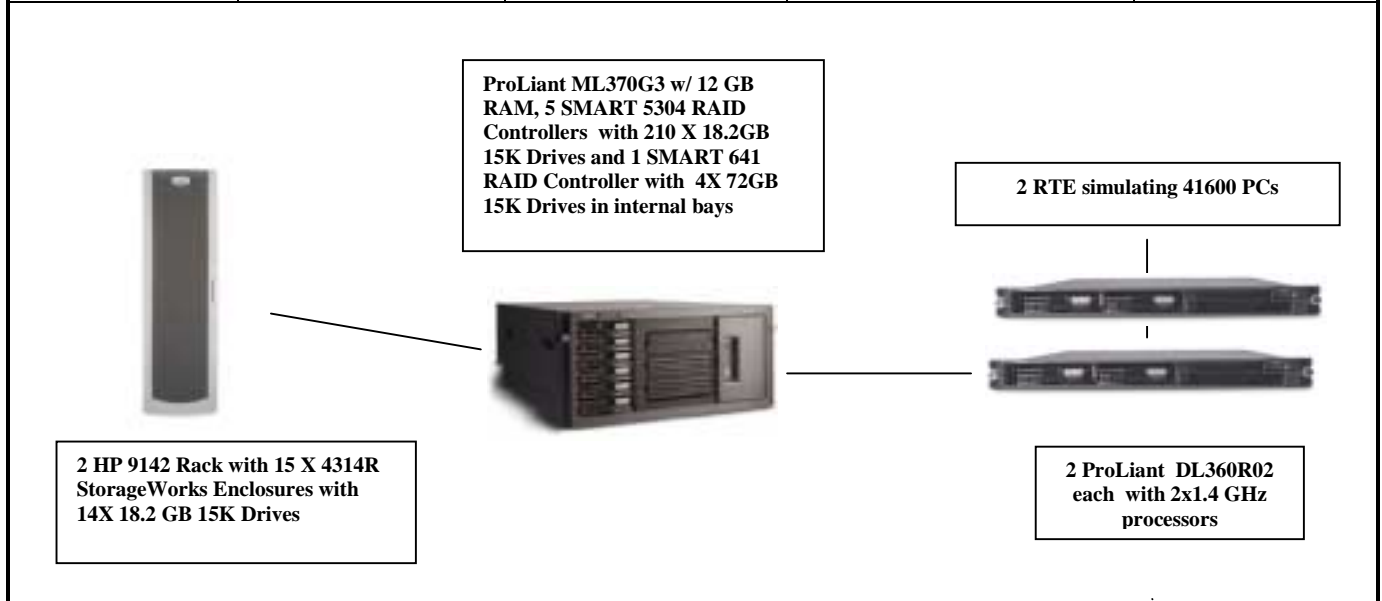 ProLiant ML370G3 w/ 12 GB
RAM, 5 SMART 5304 RAID
Controllers with 210 X 18.2GB
15K Drives and 1 SMART 641
RAID Controller with 4X 72GB
15K Drives in internal bays
2 RTE simulating 41600 PCs
2 HP 9142 Rack with 15 X 4314R
StorageWorks Enclosures with
14X 18.2 GB 15K Drives
2 ProLiant DL360R02
each with 2x1.4 GHz
processors